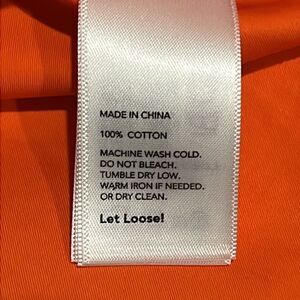 MADE IN CHINA
100% COTTON
MACHINE WASH COLD.
DO NOT BLEACH.
TUMBLE DRY LOW.
WARM IRON IF NEEDED.
OR DRY CLEAN.
Let Loose!